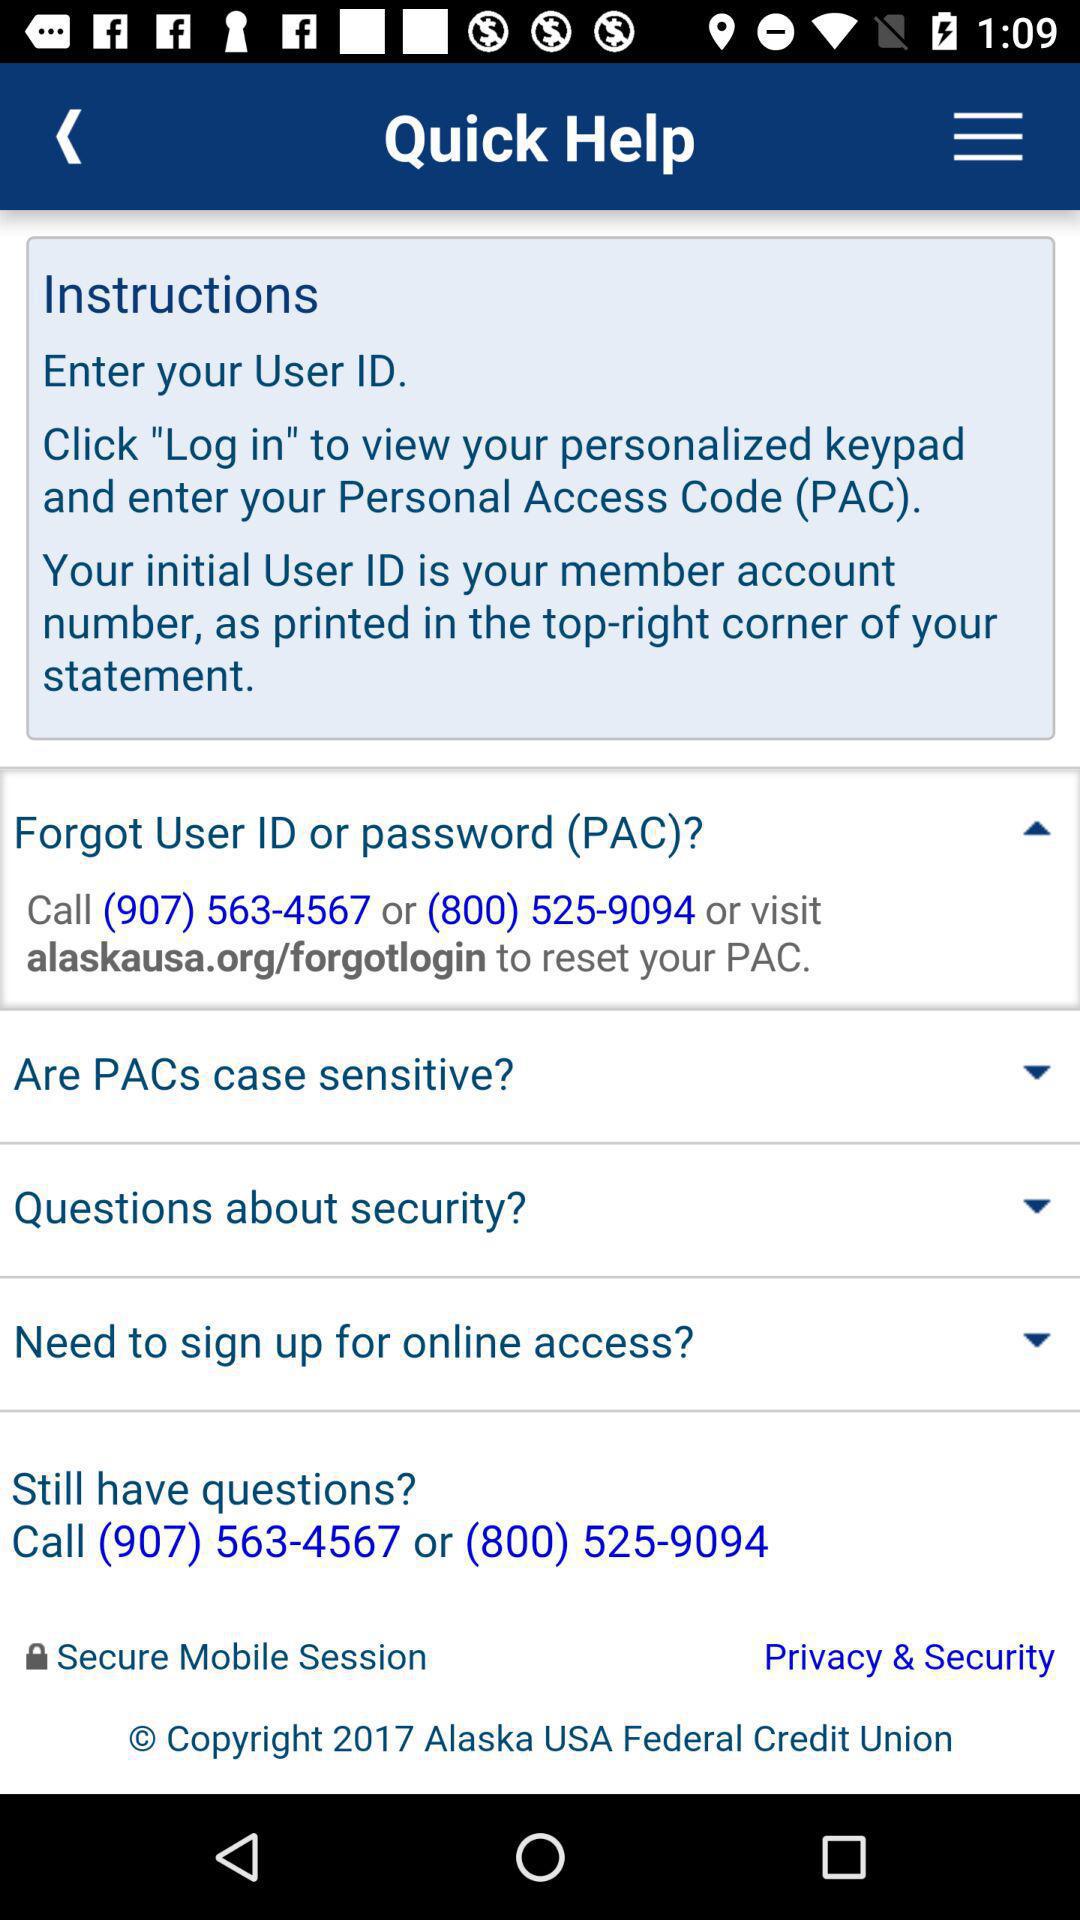 1:09
Quick Help
Instructions
Enter your User ID.
Click "Log in" to view your personalized keypad
and enter your Personal Access Code (PAC).
Your initial User ID is your member account
number, as printed in the top-right corner of your
statement.
Forgot User ID or password (PAC)?
Call (907) 563-4567 or (800) 525-9094 or visit
alaskausa.org/forgotlogin to reset your PAC.
Are PACs case sensitive?
Questions about security?
Need to sign up for online access?
Still have questions?
Call (907) 563-4567 or (800) 525-9094
Secure Mobile Session
Privacy & Security
© Copyright 2017 Alaska USA Federal Credit Union